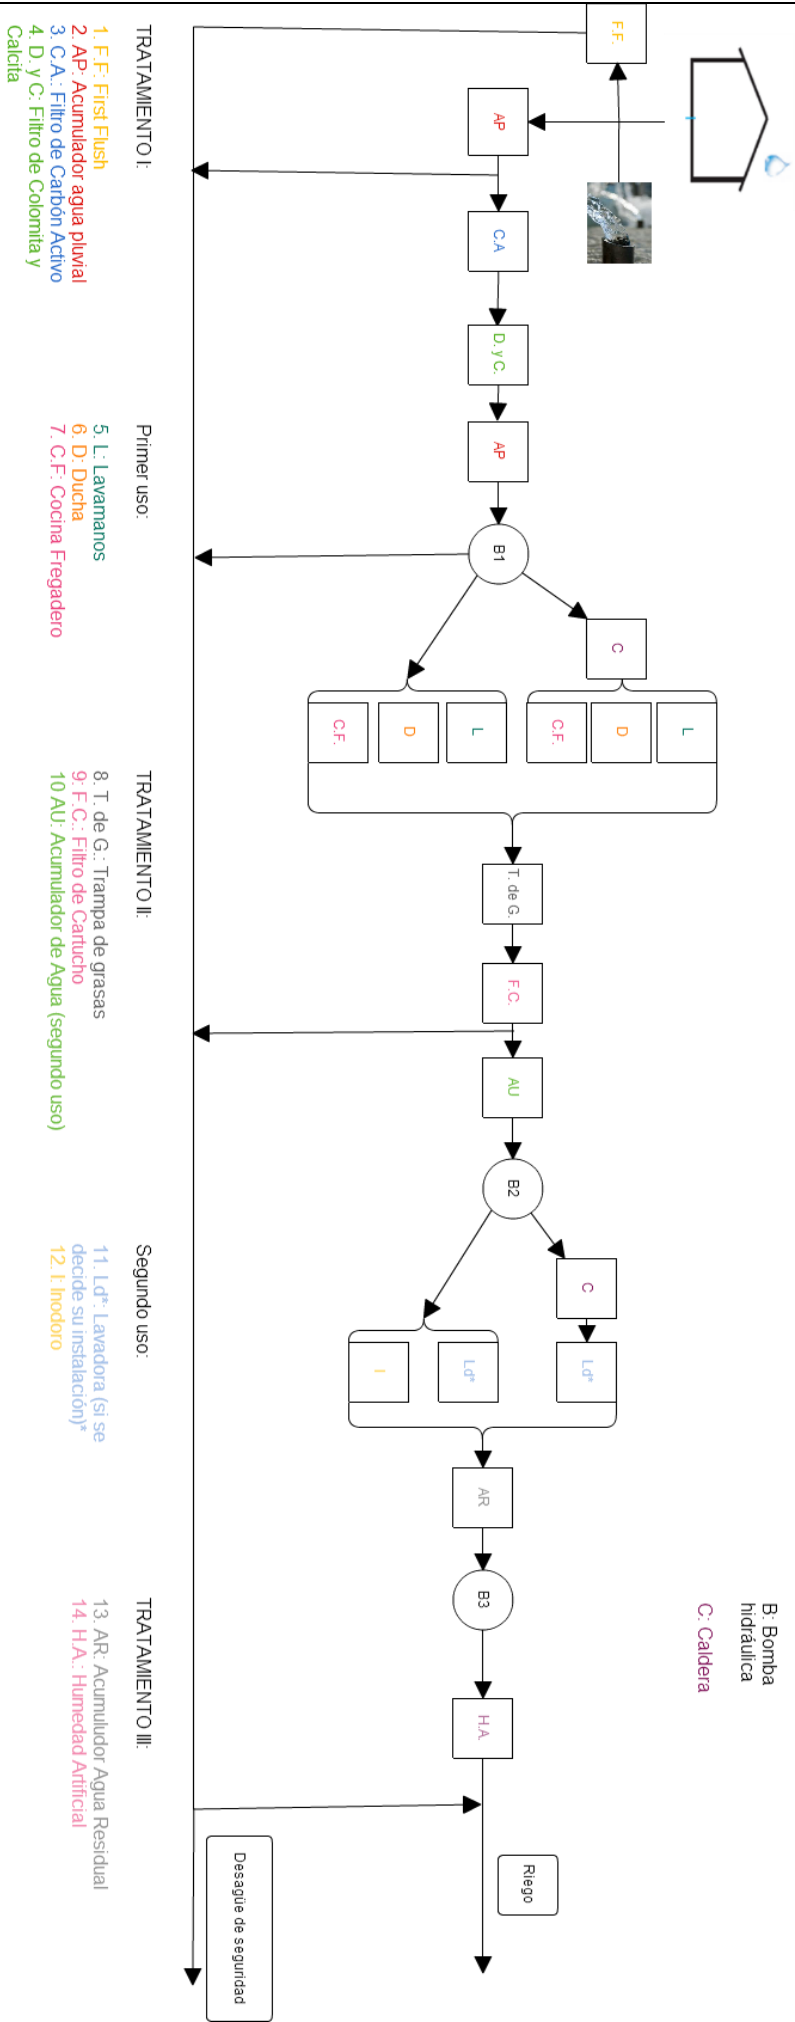 B: Bomba
hidráulica
C: Caldera
F.F.
AP
C.A
D. y C.
AP
B1
C
L
D
C.F.
L
D
C.F.
T. de G.
F.C.
AU
B2
C
Ld*
Ld*
I
AR
B3
H.A.
Riego
Desagüe de seguridad
TRATAMIENTO I:
1. F.F: First Flush
2. AP: Acumulador agua pluvial
3. C.A.: Filtro de Carbón Activo
4. D. y C: Filtro de Colomita y
Calcita
Primer uso:
5. L: Lavamanos
6. D: Ducha
7. C.F: Cocina Fregadero
TRATAMIENTO II:
8. T. de G.: Trampa de grasas
9: F.C.: Filtro de Cartucho
10 AU: Acumulador de Agua (segundo uso)
Segundo uso:
11. Ld*: Lavadora (si se
decide su instalación)*
12. I: Inodoro
TRATAMIENTO III:
13. AR: Acumuludor Agua Residual
14. H.A.: Humedad Artificial